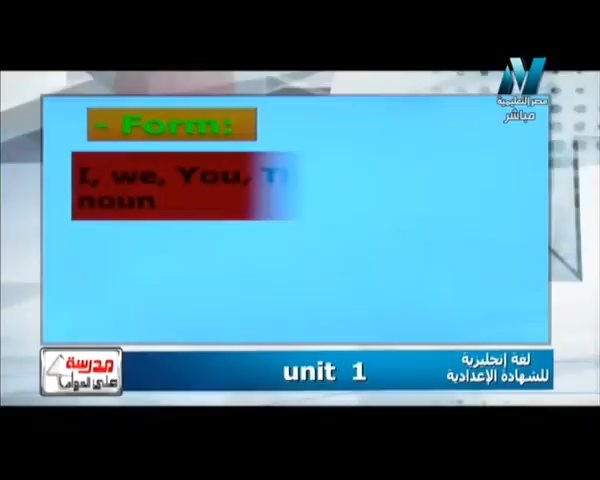 مصر التعليمية
مباشر
- Form:
I, we, You,
noun
مدرسة
على الهواء
unit 1
لغة إنجليزية
للشهادة الإعدادية